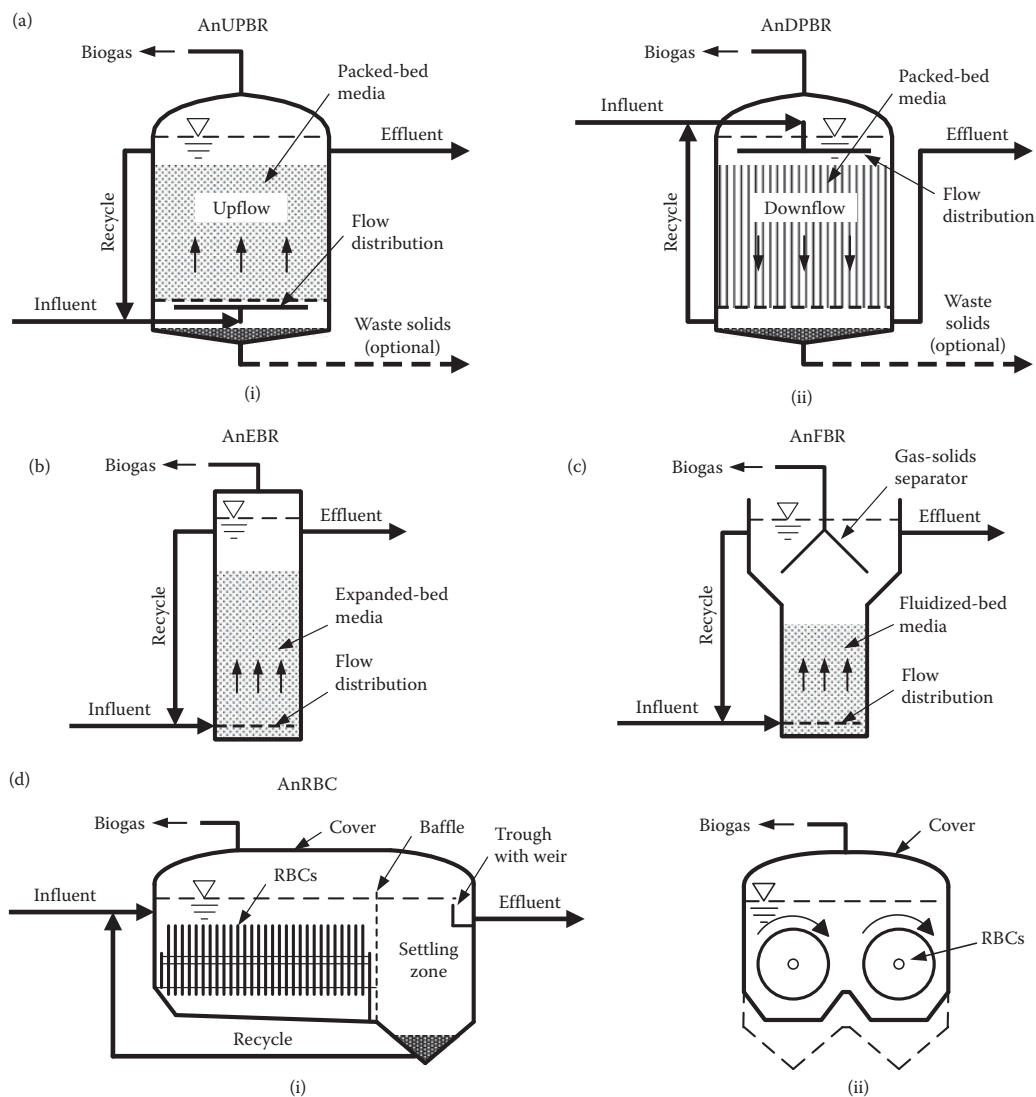 (a)
AnUPBR
Biogas
Packed-bed
media
Effluent
Upflow
Recycle
Flow
distribution
Influent
Waste solids
(optional)
(i)
AnDPBR
Biogas
Packed-bed
media
Influent
Effluent
Recycle
Downflow
Flow
distribution
Waste
solids
(optional)
(ii)
(b)
AnEBR
Biogas
Effluent
Recycle
Expanded-bed
media
Flow
distribution
Influent
(c)
AnFBR
Biogas
Gas-solids
separator
Effluent
Recycle
Fluidized-bed
media
Flow
distribution
Influent
(d)
AnRBC
Biogas
Cover
Baffle
Trough
with weir
Influent
RBCs
Effluent
Settling
zone
Recycle
(i)
Biogas
Cover
RBCs
(ii)